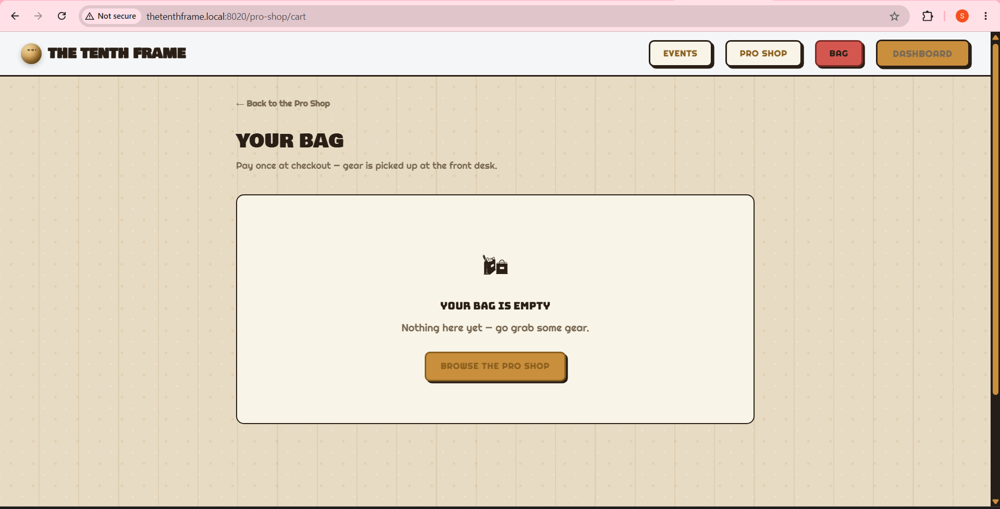 Not secure
thetenthframe.local:8020/pro-shop/cart
S
THE TENTH FRAME
EVENTS
PRO SHOP
BAG
DASHBOARD
← Back to the Pro Shop
YOUR BAG
Pay once at checkout — gear is picked up at the front desk.
YOUR BAG IS EMPTY
Nothing here yet — go grab some gear.
BROWSE THE PRO SHOP